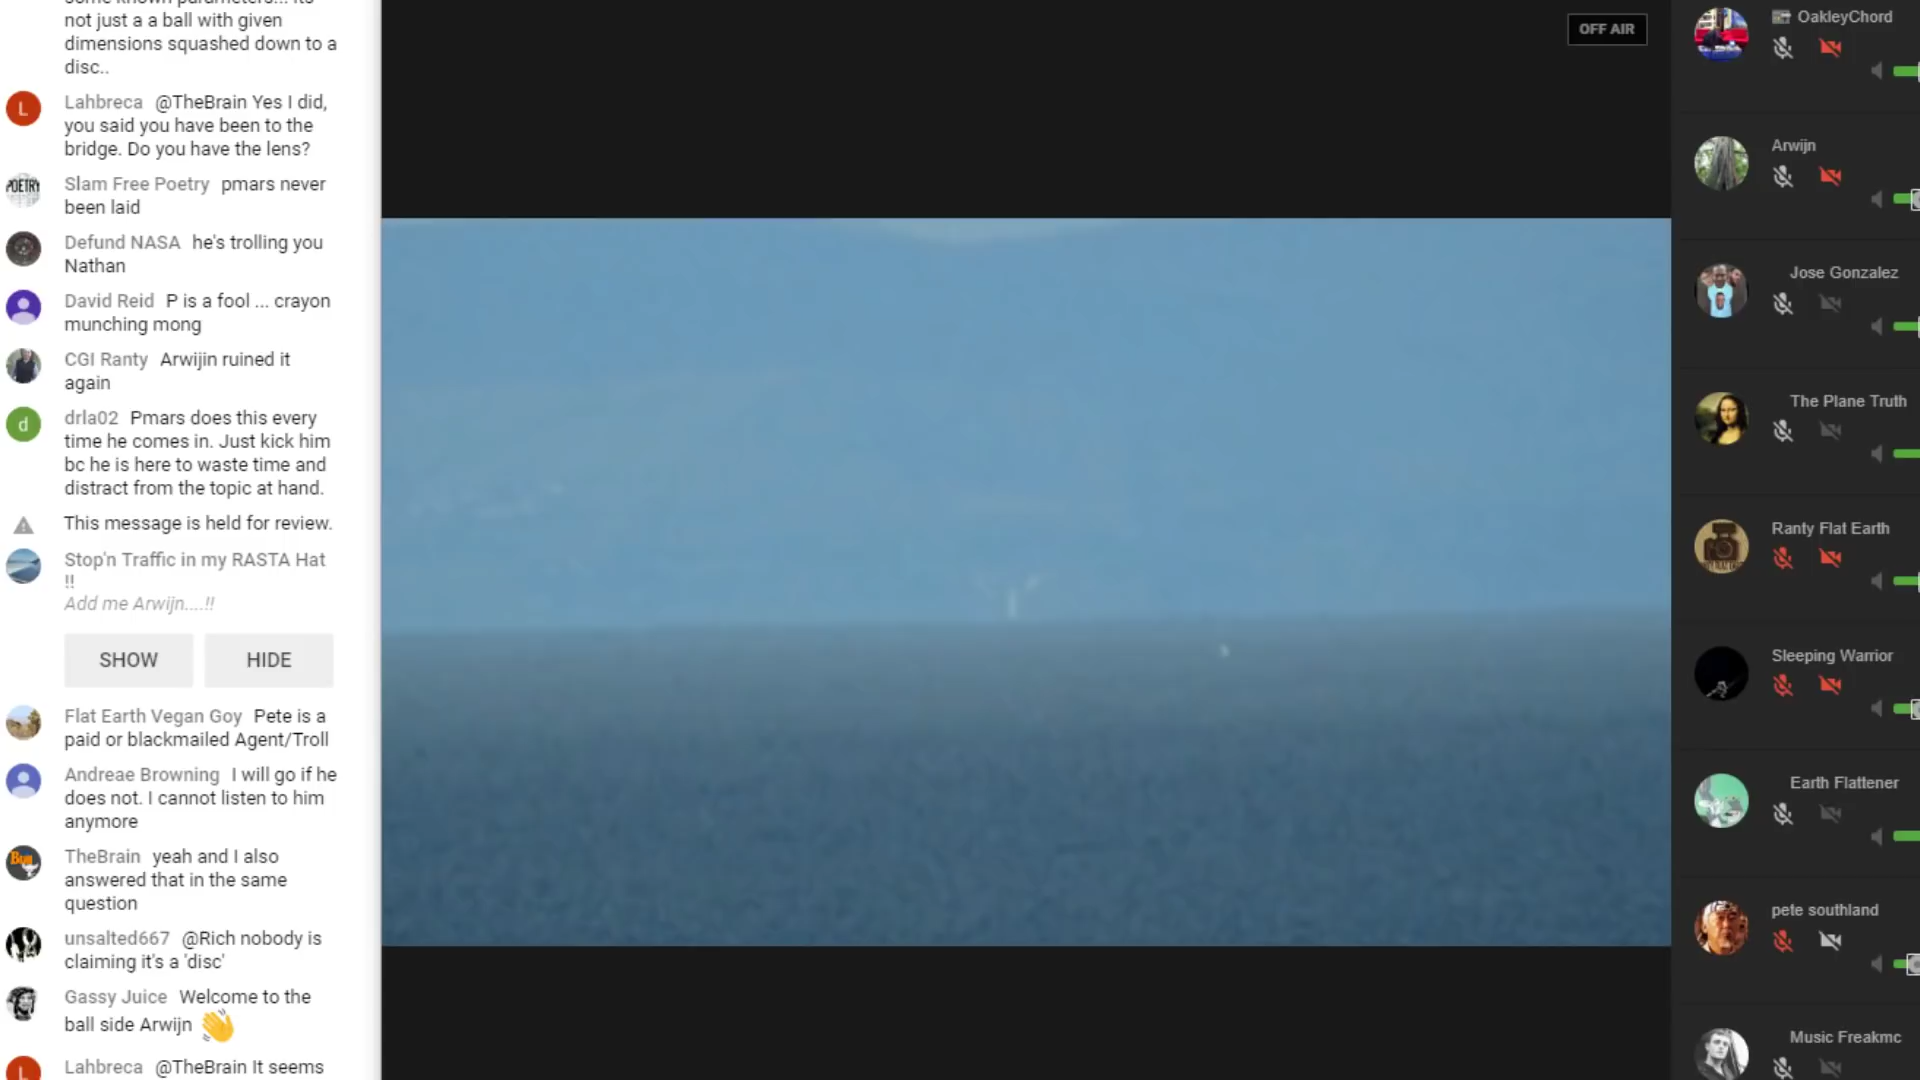 not just a a ball with given
dimensions squashed down to a
disc..
Lahbreca @TheBrain Yes I did,
you said you have been to the
bridge. Do you have the lens?
Slam Free Poetry pmars never
been laid
Defund NASA he's trolling you
Nathan
David Reid P is a fool ... crayon
munching mong
CGI Ranty Arwijin ruined it
again
drla02 Pmars does this every
time he comes in. Just kick him
bc he is here to waste time and
distract from the topic at hand.
This message is held for review.
Stop'n Traffic in my RASTA Hat
!!
Add me Arwijn....!!
SHOW HIDE
Flat Earth Vegan Goy Pete is a
paid or blackmailed Agent/Troll
Andreae Browning I will go if he
does not. I cannot listen to him
anymore
TheBrain yeah and I also
answered that in the same
question
unsalted667 @Rich nobody is
claiming it's a 'disc'
Gassy Juice Welcome to the
ball side Arwijn
Lahbreca @TheBrain It seems
L
POETRY
d
L
OFF AIR
OakleyChord
Arwijn
Jose Gonzalez
The Plane Truth
Ranty Flat Earth
Sleeping Warrior
Earth Flattener
pete southland
Music Freakmc